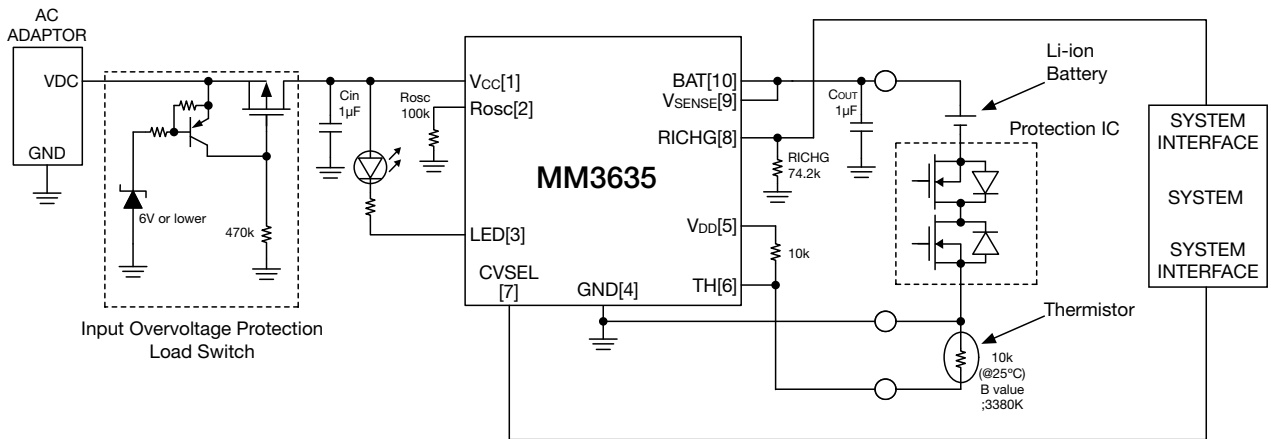 AC
ADAPTOR
VDC
GND
6V or lower
470k
Input Overvoltage Protection
Load Switch
Cin
1µF
Rosc
100k
VCC[1]
Rosc[2]
LED[3]
CVSEL
[7]
GND[4]
MM3635
BAT[10]
VSENSE[9]
RICHG[8]
VDD[5]
TH[6]
RICHG
74.2k
10k
COUT
1µF
Li-ion
Battery
Protection IC
Thermistor
10k
(@25°C)
B value
;3380K
SYSTEM
INTERFACE
SYSTEM
SYSTEM
INTERFACE